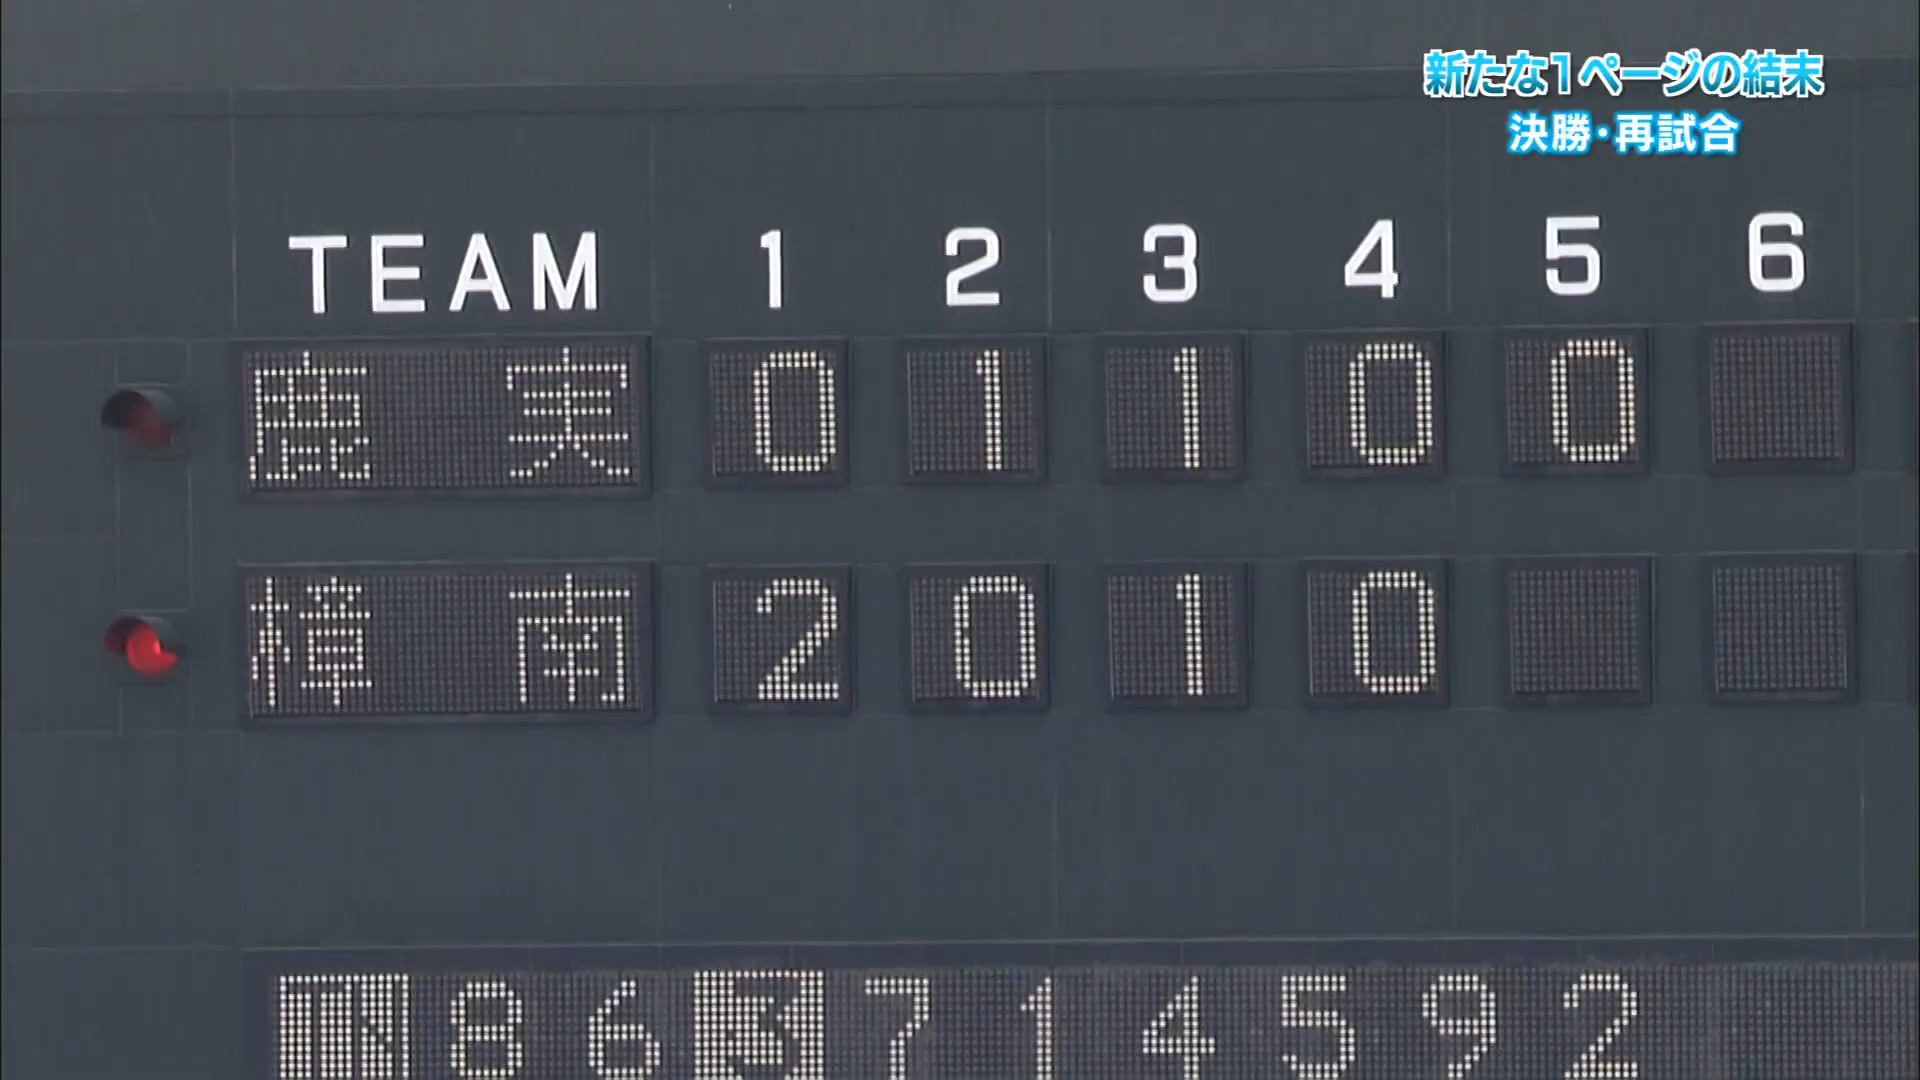 新たな1ページの結末
決勝・再試合
TEAM 1 2 3 4 5 6
鹿実 0 1 1 0 0
樟南 2 0 1 0
8 6 3 7 1 4 5 9 2